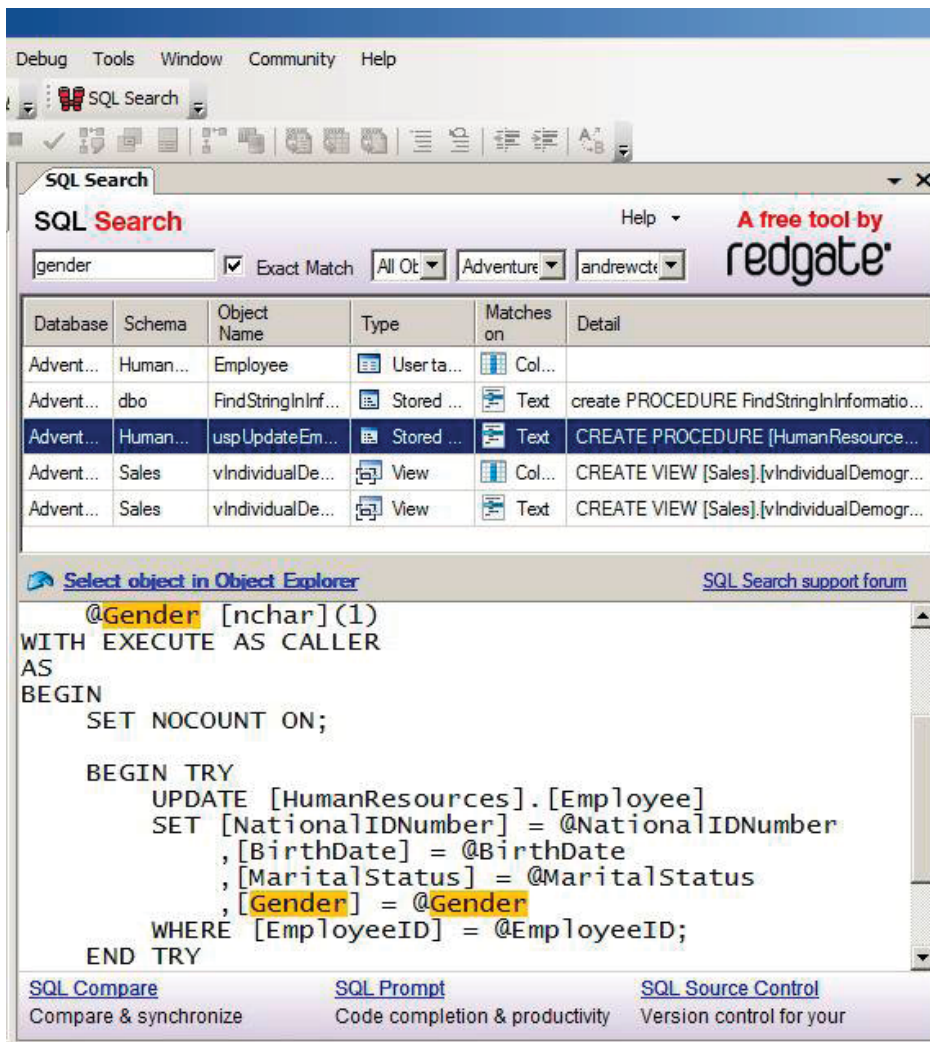 Debug Tools Window Community Help
SQL Search
SQL Search
SQL Search Help A free tool by
redgate
gender Exact Match All Ot Adventure andrewcte
Database Schema Object Name Type Matches on Detail
Advent... Human... Employee User ta... Col...
Advent... dbo FindStringInInf... Stored ... Text create PROCEDURE FindStringInInformatio...
Advent... Human... uspUpdateEm... Stored ... Text CREATE PROCEDURE [HumanResource...
Advent... Sales vIndividualDe... View Col... CREATE VIEW [Sales].[vIndividualDemogr...
Advent... Sales vIndividualDe... View Text CREATE VIEW [Sales].[vIndividualDemogr...
Select object in Object Explorer SQL Search support forum
@Gender [nchar](1)
WITH EXECUTE AS CALLER
AS
BEGIN
SET NOCOUNT ON;
BEGIN TRY
UPDATE [HumanResources].[Employee]
SET [NationalIDNumber] = @NationalIDNumber
,[BirthDate] = @BirthDate
,[MaritalStatus] = @MaritalStatus
,[Gender] = @Gender
WHERE [EmployeeID] = @EmployeeID;
END TRY
SQL Compare SQL Prompt SQL Source Control
Compare & synchronize Code completion & productivity Version control for your